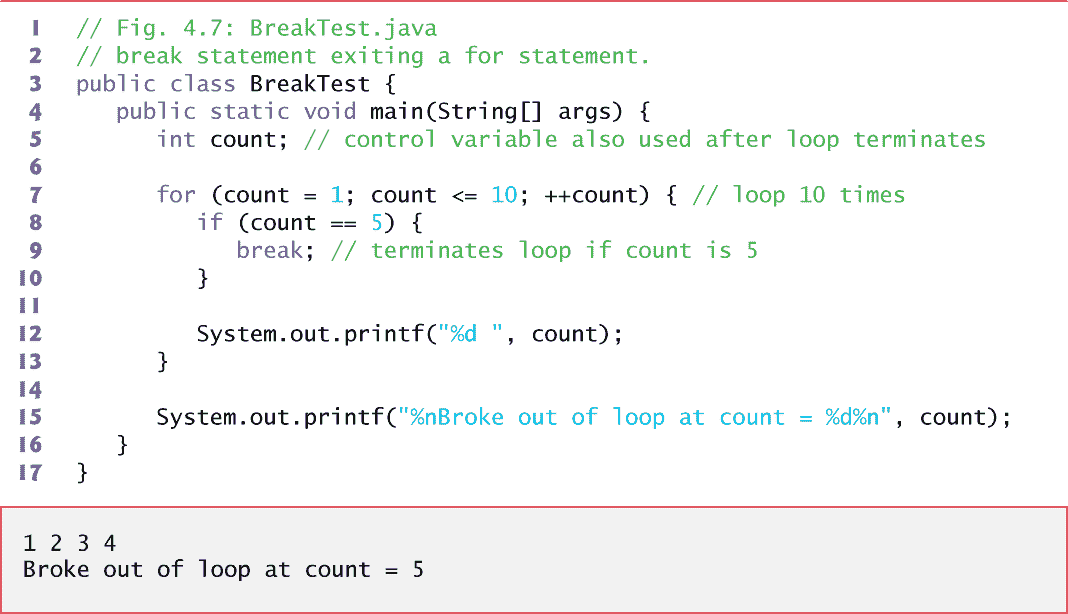 1 // Fig. 4.7: BreakTest.java
2 // break statement exiting a for statement.
3 public class BreakTest {
4    public static void main(String[] args) {
5       int count; // control variable also used after loop terminates
6
7       for (count = 1; count <= 10; ++count) { // loop 10 times
8          if (count == 5) {
9             break; // terminates loop if count is 5
10          }
11
12          System.out.printf("%d ", count);
13       }
14
15       System.out.printf("%nBroke out of loop at count = %d%n", count);
16    }
17 }
1 2 3 4
Broke out of loop at count = 5